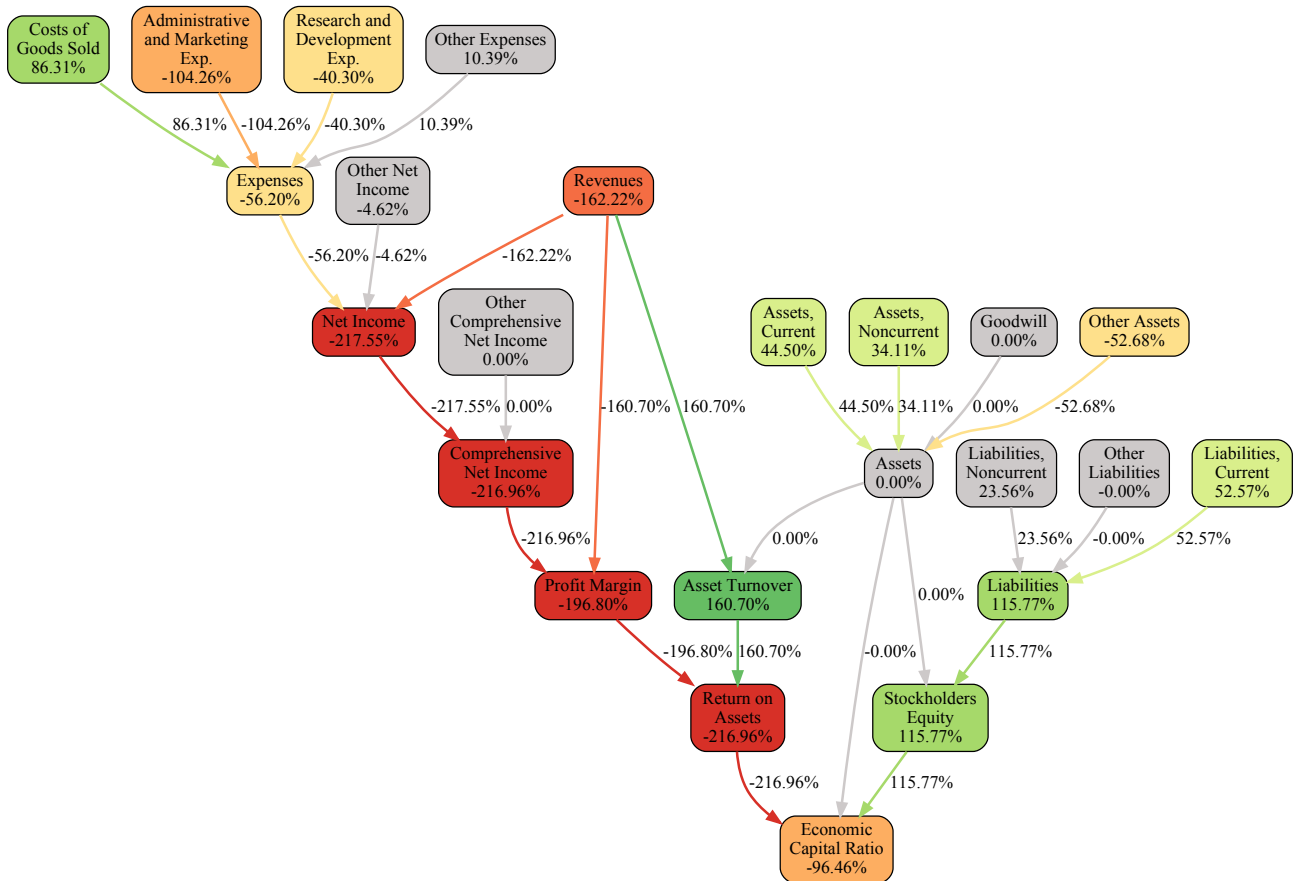 Costs of
Goods Sold
86.31%
Administrative
and Marketing
Exp.
-104.26%
Research and
Development
Exp.
-40.30%
Other Expenses
10.39%
86.31%
-104.26%
-40.30%
10.39%
Expenses
-56.20%
Other Net
Income
-4.62%
Revenues
-162.22%
-56.20%
-4.62%
-162.22%
Net Income
-217.55%
Other
Comprehensive
Net Income
0.00%
Assets,
Current
44.50%
Assets,
Noncurrent
34.11%
Goodwill
0.00%
Other Assets
-52.68%
-217.55%
0.00%
-160.70%
160.70%
44.50%
34.11%
0.00%
-52.68%
Comprehensive
Net Income
-216.96%
Assets
0.00%
Liabilities,
Noncurrent
23.56%
Other
Liabilities
-0.00%
Liabilities,
Current
52.57%
-216.96%
0.00%
23.56%
-0.00%
52.57%
Profit Margin
-196.80%
Asset Turnover
160.70%
0.00%
Liabilities
115.77%
-196.80%
160.70%
-0.00%
115.77%
Return on
Assets
-216.96%
Stockholders
Equity
115.77%
-216.96%
115.77%
Economic
Capital Ratio
-96.46%